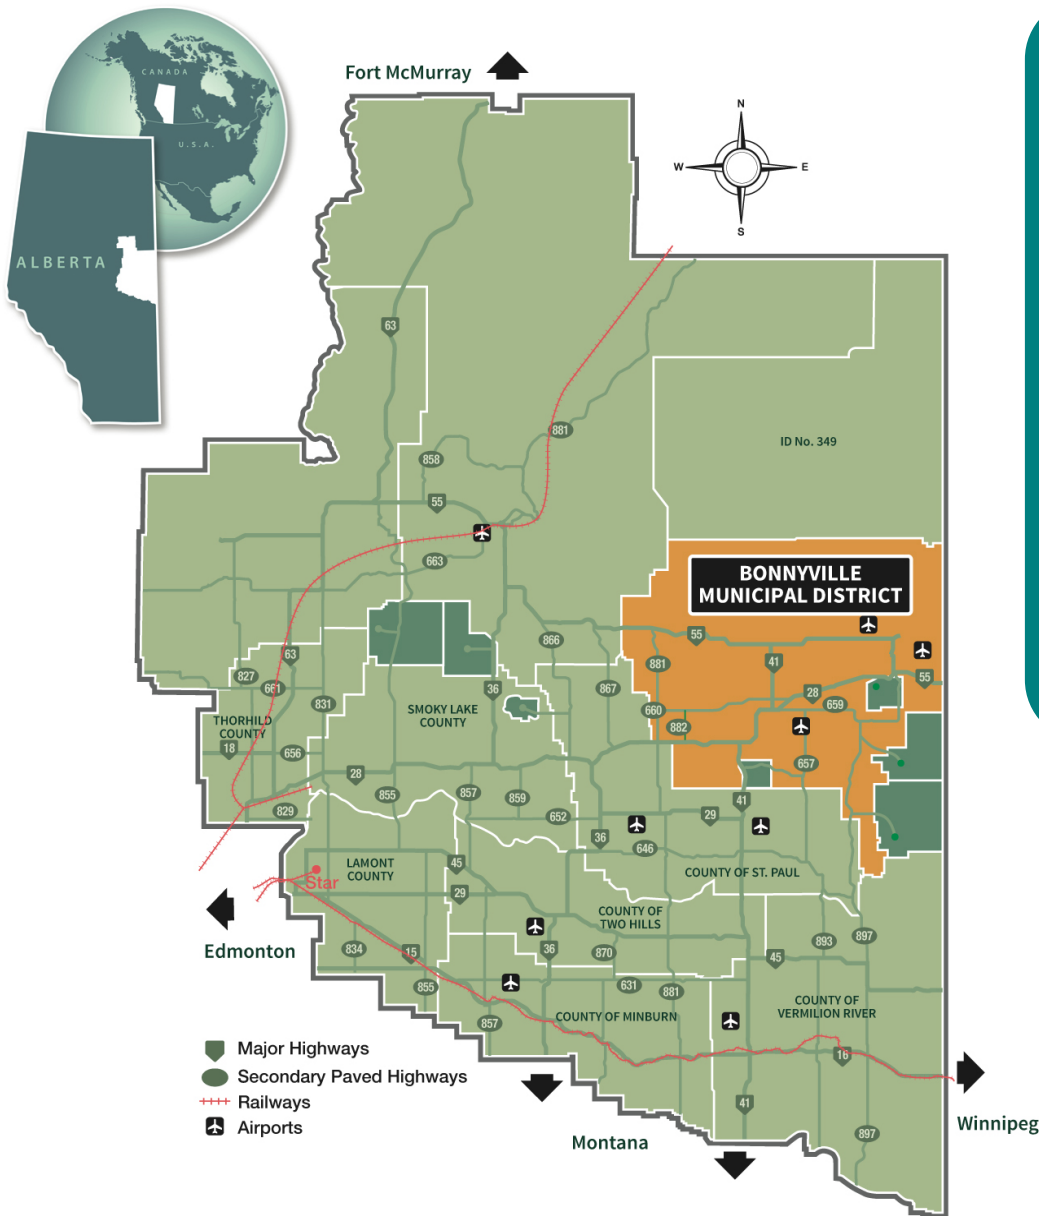 Fort McMurray
CANADA
U.S.A.
ALBERTA
N
W
E
S
63
881
ID No. 349
858
55
663
BONNYVILLE
MUNICIPAL DISTRICT
866
55
881
41
63
827
661
831
36
867
28
659
55
660
882
SMOKY LAKE
COUNTY
THORHILD
COUNTY
18
656
657
28
855
857
859
41
829
652
29
36
646
45
LAMONT
COUNTY
Star
29
COUNTY OF ST. PAUL
COUNTY OF
TWO HILLS
Edmonton
834
15
36
870
893
897
45
855
631
881
857
COUNTY OF MINBURN
COUNTY OF
VERMILION RIVER
16
Major Highways
Secondary Paved Highways
Railways
Airports
41
897
Winnipeg
Montana